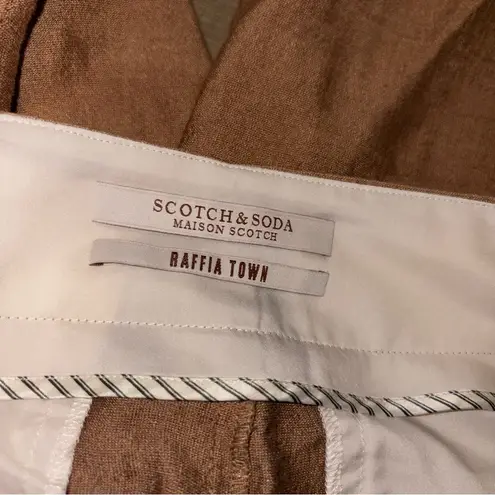 SCOTCH & SODA
MAISON SCOTCH
RAFFIA TOWN